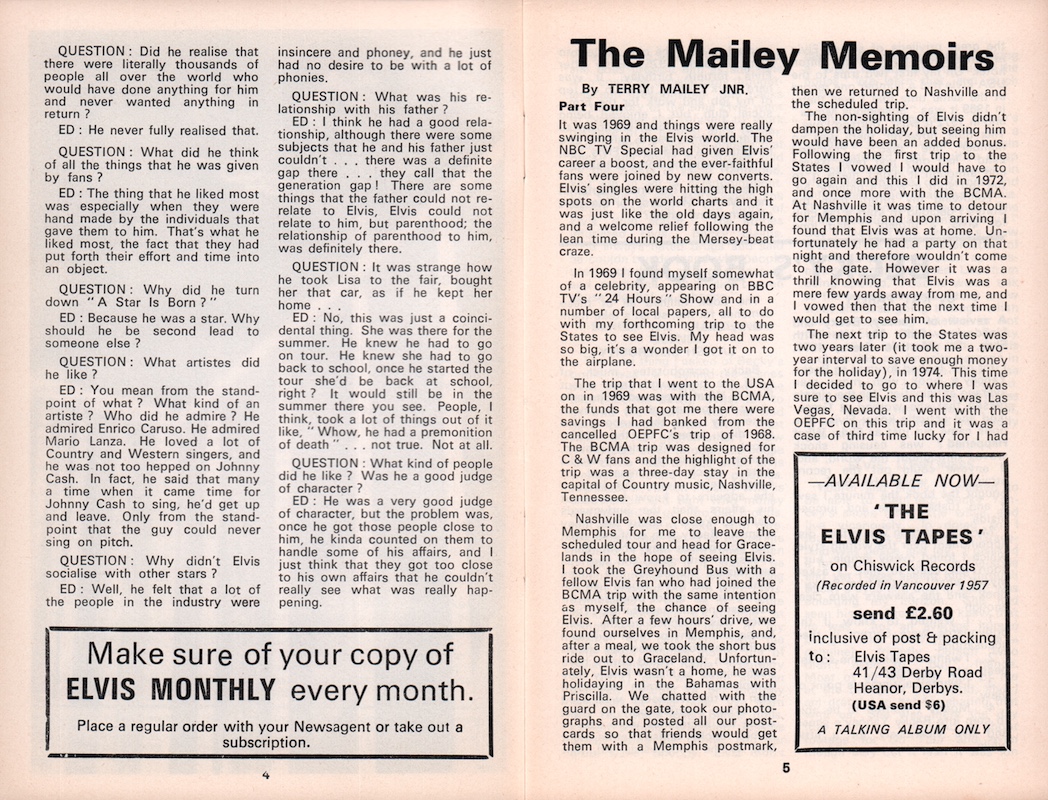 QUESTION : Did he realise that
there were literally thousands of
people all over the world who
would have done anything for him
and never wanted anything in
return ?
ED : He never fully realised that.
QUESTION : What did he think
of all the things that he was given
by fans ?
ED : The thing that he liked most
was especially when they were
hand made by the individuals that
gave them to him. That's what he
liked most, the fact that they had
put forth their effort and time into
an object.
QUESTION : Why did he turn
down "A Star Is Born ?"
ED : Because he was a star. Why
should he be second lead to
someone else ?
QUESTION : What artistes did
he like ?
ED : You mean from the stand-
point of what ? What kind of an
artiste ? Who did he admire ? He
admired Enrico Caruso. He admired
Mario Lanza. He loved a lot of
Country and Western singers, and
he was not too hepped on Johnny
Cash. In fact, he said that many
a time when it came time for
Johnny Cash to sing, he'd get up
and leave. Only from the stand-
point that the guy could never
sing on pitch.
QUESTION : Why didn't Elvis
socialise with other stars ?
ED : Well, he felt that a lot of
the people in the industry were
insincere and phoney, and he just
had no desire to be with a lot of
phonies.
QUESTION : What was his re-
lationship with his father ?
ED : I think he had a good rela-
tionship, although there were some
subjects that he and his father just
couldn't . . . there was a definite
gap there . . . they call that the
generation gap ! There are some
things that the father could not re-
relate to Elvis, Elvis could not
relate to him, but parenthood; the
relationship of parenthood to him,
was definitely there.
QUESTION : It was strange how
he took Lisa to the fair, bought
her that car, as if he kept her
home . . .
ED : No, this was just a coinci-
dental thing. She was there for the
summer. He knew he had to go
on tour. He knew she had to go
back to school, once he started the
tour she'd be back at school,
right ? It would still be in the
summer there you see. People, I
think, took a lot of things out of it
like, " Whow, he had a premonition
of death " . . . not true. Not at all.
QUESTION : What kind of people
did he like ? Was he a good judge
of character ?
ED : He was a very good judge
of character, but the problem was,
once he got those people close to
him, he kinda counted on them to
handle some of his affairs, and I
just think that they got too close
to his own affairs that he couldn't
really see what was really hap-
pening.
Make sure of your copy of
ELVIS MONTHLY every month.
Place a regular order with your Newsagent or take out a
subscription.
4
The Mailey Memoirs
By TERRY MAILEY JNR.
Part Four
It was 1969 and things were really
swinging in the Elvis world. The
NBC TV Special had given Elvis'
career a boost, and the ever-faithful
fans were joined by new converts.
Elvis' singles were hitting the high
spots on the world charts and it
was just like the old days again,
and a welcome relief following the
lean time during the Mersey-beat
craze.
In 1969 I found myself somewhat
of a celebrity, appearing on BBC
TV's "24 Hours" Show and in a
number of local papers, all to do
with my forthcoming trip to the
States to see Elvis. My head was
so big, it's a wonder I got it on to
the airplane.
The trip that I went to the USA
on in 1969 was with the BCMA,
the funds that got me there were
savings I had banked from the
cancelled OEPFC's trip of 1968.
The BCMA trip was designed for
C & W fans and the highlight of the
trip was a three-day stay in the
capital of Country music, Nashville,
Tennessee.
Nashville was close enough to
Memphis for me to leave the
scheduled tour and head for Grace-
lands in the hope of seeing Elvis.
I took the Greyhound Bus with a
fellow Elvis fan who had joined the
BCMA trip with the same intention
as myself, the chance of seeing
Elvis. After a few hours' drive, we
found ourselves in Memphis, and,
after a meal, we took the short bus
ride out to Graceland. Unfortun-
ately, Elvis wasn't a home, he was
holidaying in the Bahamas with
Priscilla. We chatted with the
guard on the gate, took our photo-
graphs and posted all our post-
cards so that friends would get
them with a Memphis postmark,
then we returned to Nashville and
the scheduled trip.
The non-sighting of Elvis didn't
dampen the holiday, but seeing him
would have been an added bonus.
Following the first trip to the
States I vowed I would have to
go again and this I did in 1972,
and once more with the BCMA.
At Nashville it was time to detour
for Memphis and upon arriving I
found that Elvis was at home. Un-
fortunately he had a party on that
night and therefore wouldn't come
to the gate. However it was a
thrill knowing that Elvis was a
mere few yards away from me, and
I vowed then that the next time I
would get to see him.
The next trip to the States was
two years later (it took me a two-
year interval to save enough money
for the holiday), in 1974. This time
I decided to go to where I was
sure to see Elvis and this was Las
Vegas, Nevada. I went with the
OEPFC on this trip and it was a
case of third time lucky for I had
—AVAILABLE NOW—
'THE
ELVIS TAPES'
on Chiswick Records
(Recorded in Vancouver 1957
send £2.60
inclusive of post & packing
to : Elvis Tapes
41/43 Derby Road
Heanor, Derbys.
(USA send $6)
A TALKING ALBUM ONLY
5